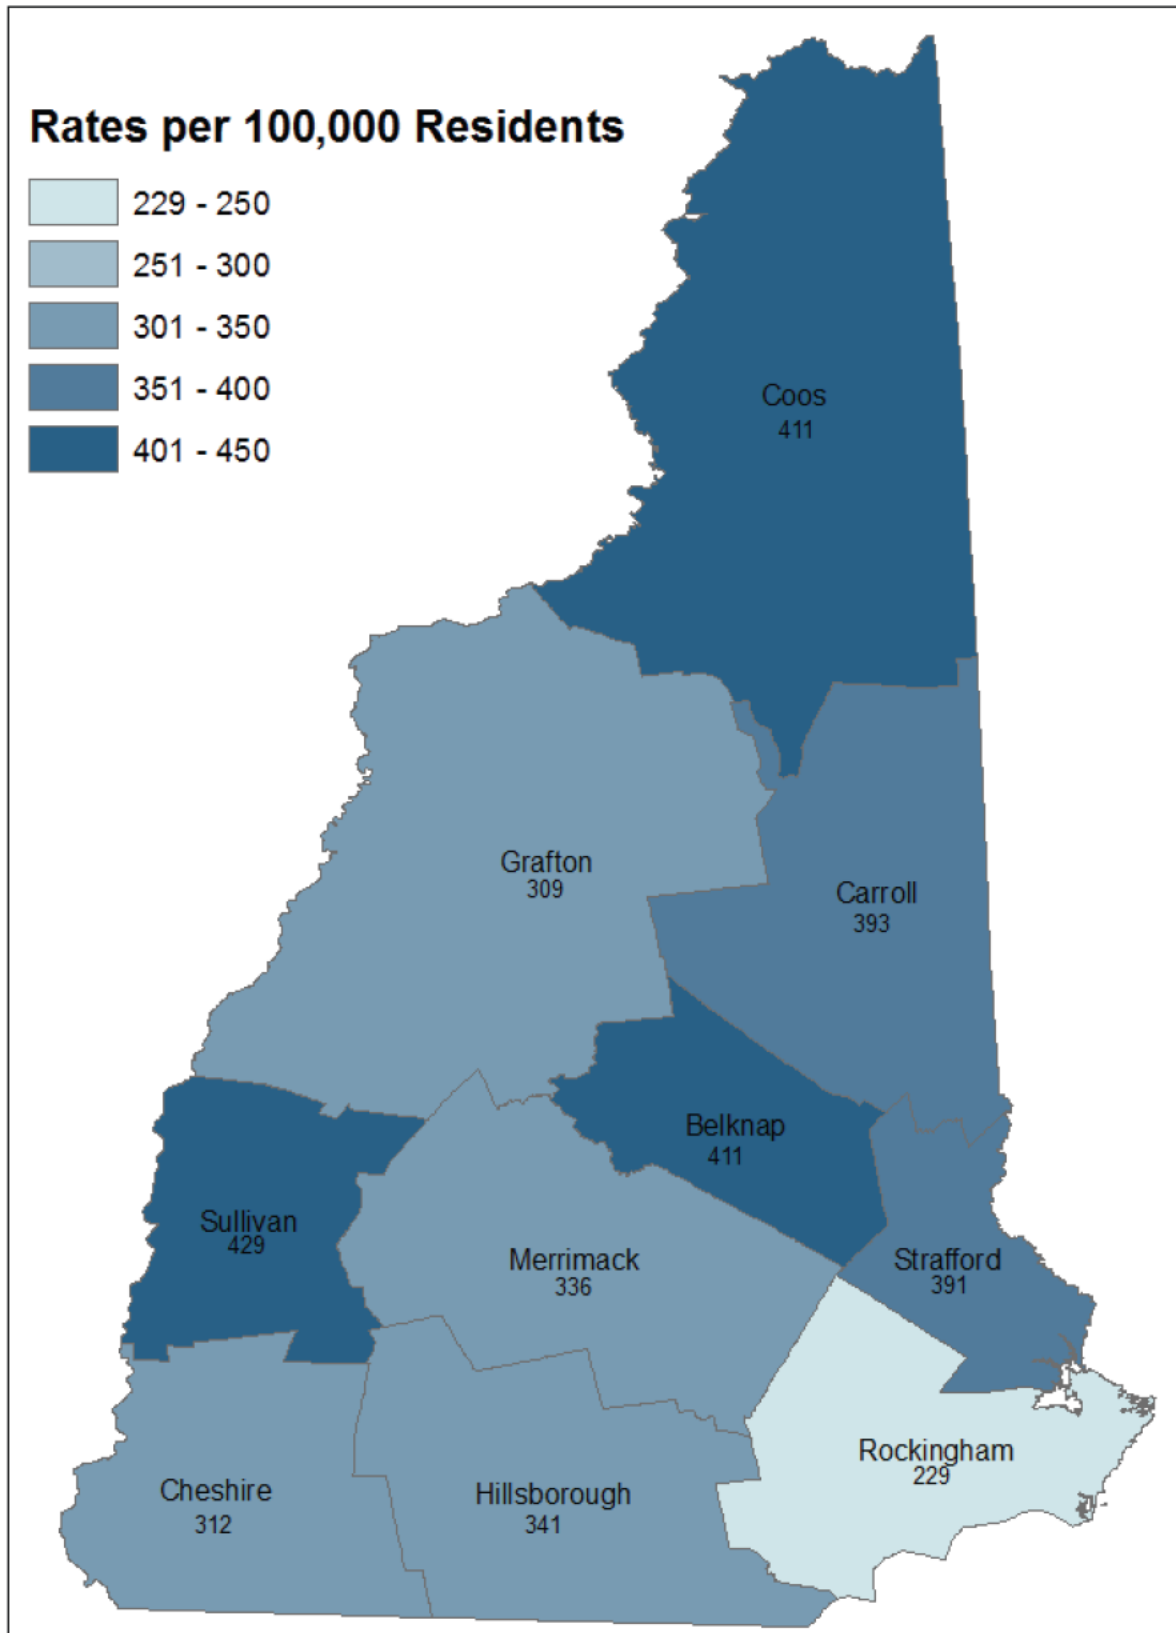 Rates per 100,000 Residents
229 - 250
251 - 300
301 - 350
351 - 400
401 - 450
Coos
411
Grafton
309
Carroll
393
Belknap
411
Sullivan
429
Merrimack
336
Strafford
391
Rockingham
229
Cheshire
312
Hillsborough
341